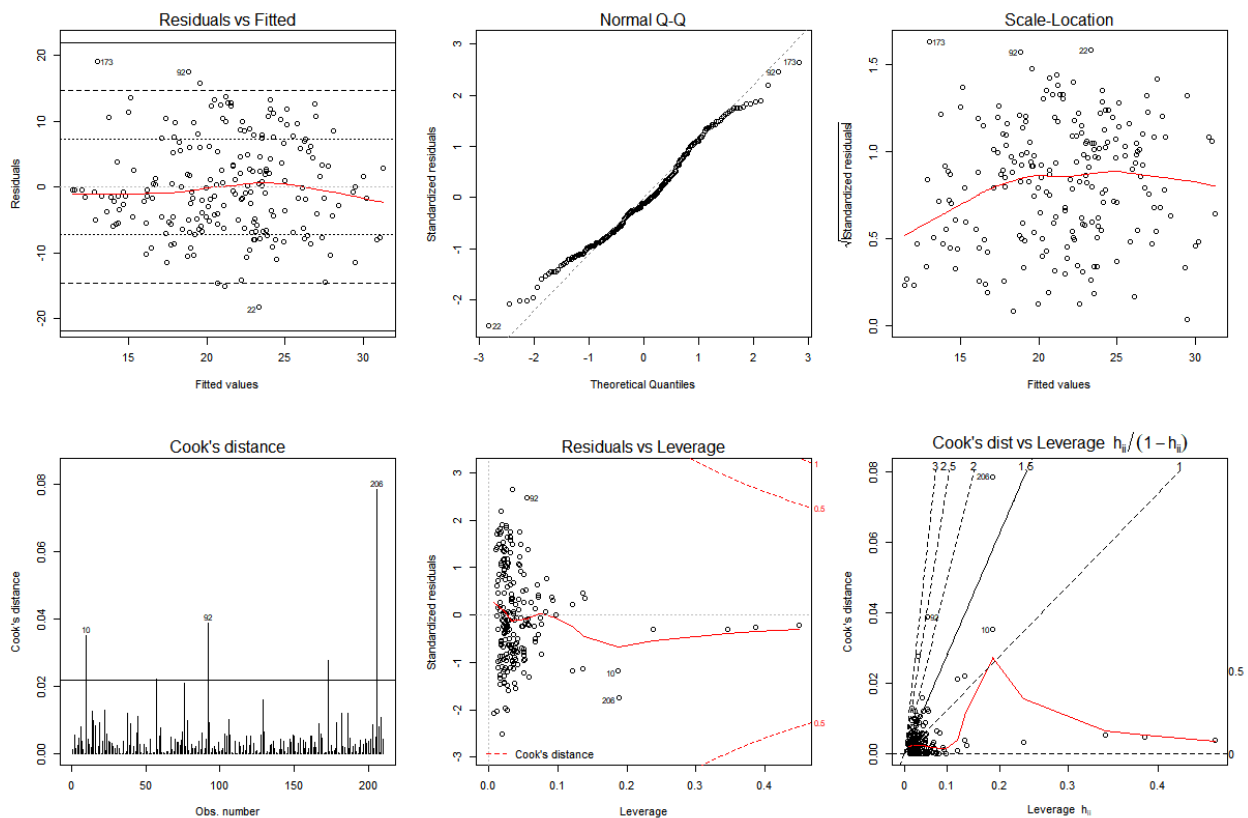 Residuals vs Fitted
Residuals
20
10
0
-10
-20
173
92
22
15 20 25 30
Fitted values
Normal Q-Q
Standardized residuals
3
2
1
0
-1
-2
92
173
22
-3 -2 -1 0 1 2 3
Theoretical Quantiles
Scale-Location
√|Standardized residuals|
1.5
1.0
0.5
0.0
173
92
22
15 20 25 30
Fitted values
Cook's distance
Cook's distance
0.08
0.06
0.04
0.02
0.00
10
92
206
0 50 100 150 200
Obs. number
Residuals vs Leverage
Standardized residuals
3
2
1
0
-1
-2
-3
92
10
206
1
0.5
0.5
Cook's distance
0.0 0.1 0.2 0.3 0.4
Leverage
Cook's dist vs Leverage hii/(1 − hii)
Cook's distance
0.08
0.06
0.04
0.02
0.00
3 2.5 2 1.5 1
206
92
10
0.5
0
0 0.1 0.2 0.3 0.4
Leverage hii